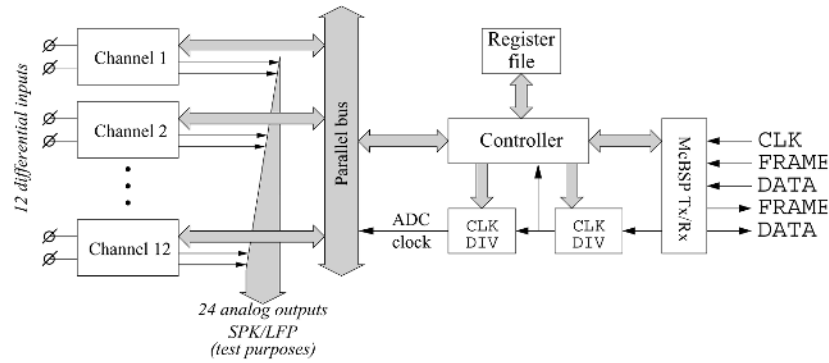 12 differential inputs
Channel 1
Channel 2
Channel 12
24 analog outputs
SPK/LFP
(test purposes)
Parallel bus
Register
file
Controller
ADC
clock
CLK
DIV
CLK
DIV
McBSP Tx/Rx
CLK
FRAME
DATA
FRAME
DATA